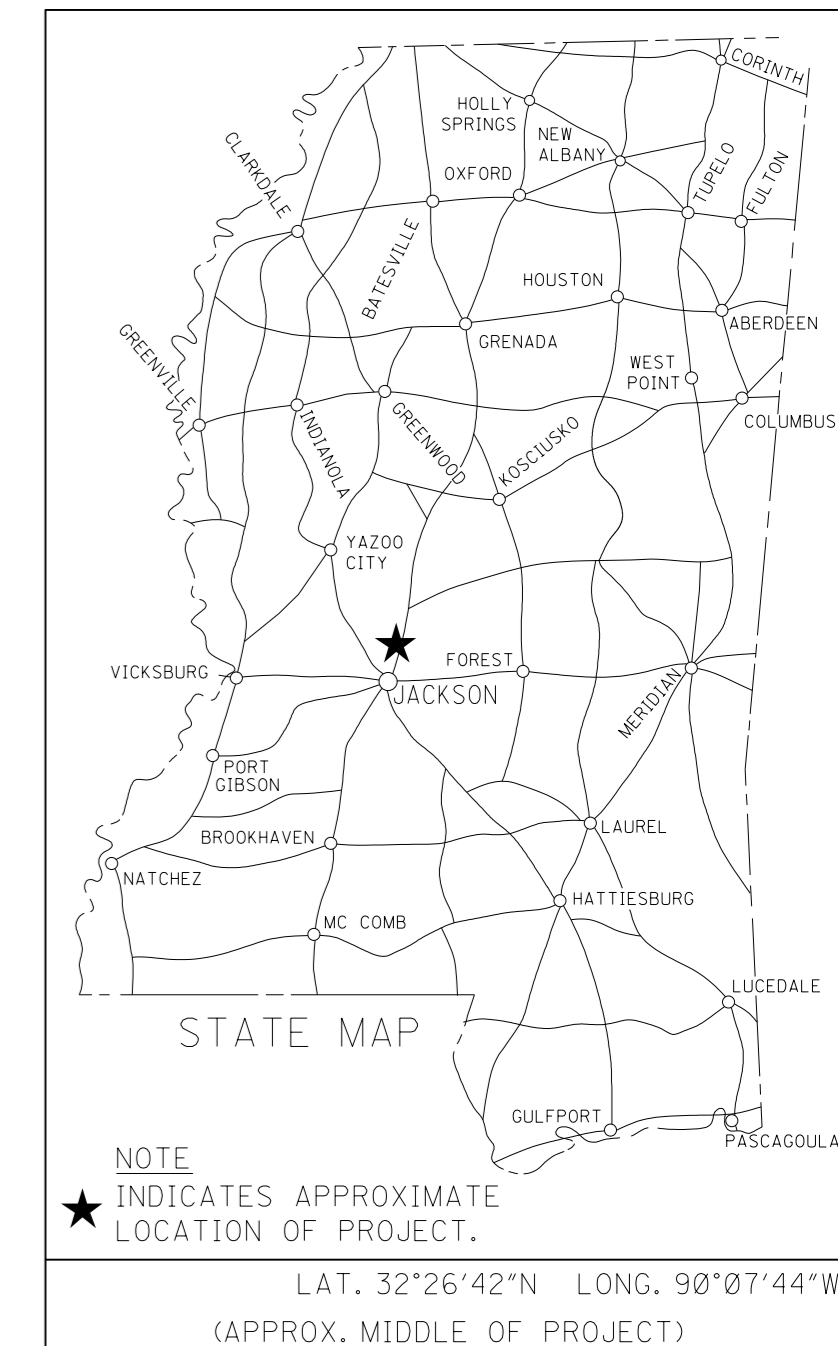 CORINTH
HOLLY
SPRINGS
NEW
ALBANY
CLARKDALE
OXFORD
TUPELO
FULTON
BATESVILLE
HOUSTON
ABERDEEN
GREENVILLE
GRENADA
WEST
POINT
COLUMBUS
INDIANOLA
GREENWOOD
KOSCIUSKO
YAZOO
CITY
VICKSBURG
FOREST
JACKSON
MERIDIAN
PORT
GIBSON
BROOKHAVEN
LAUREL
NATCHEZ
HATTIESBURG
MC COMB
LUCEDALE
STATE MAP
GULFPORT
PASCAGOULA
NOTE
INDICATES APPROXIMATE
LOCATION OF PROJECT.
LAT. 32°26'42"N LONG. 90°07'44"W
(APPROX. MIDDLE OF PROJECT)